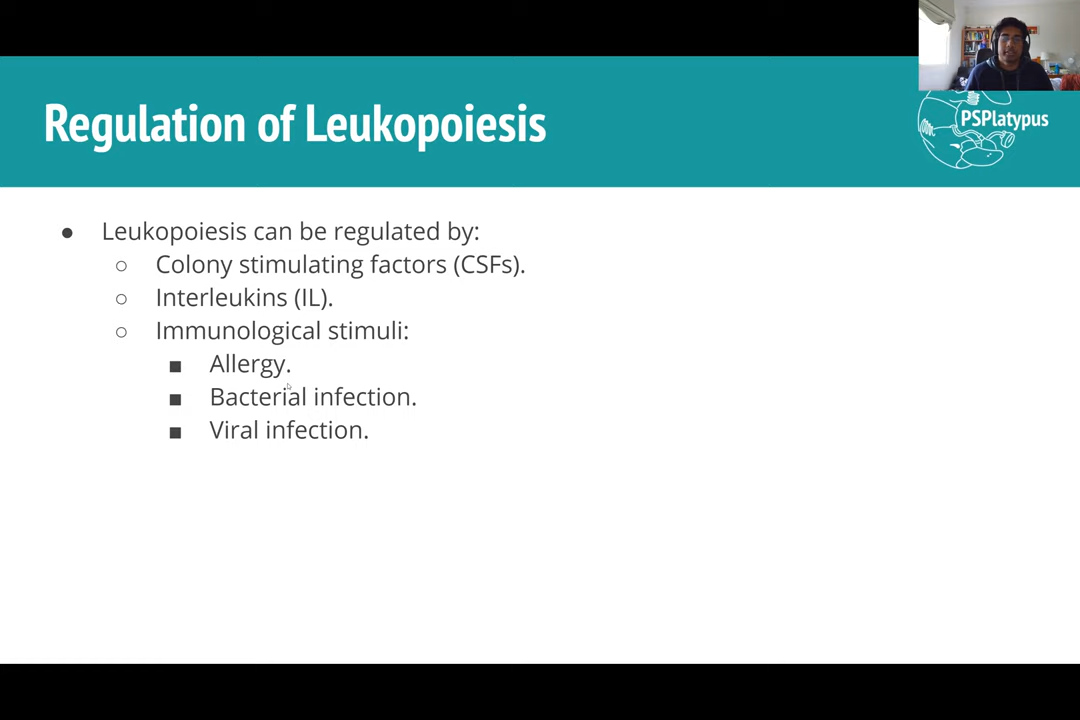 Regulation of Leukopoiesis
PSPlatypus
● Leukopoiesis can be regulated by:
○ Colony stimulating factors (CSFs).
○ Interleukins (IL).
○ Immunological stimuli:
■ Allergy.
■ Bacterial infection.
■ Viral infection.